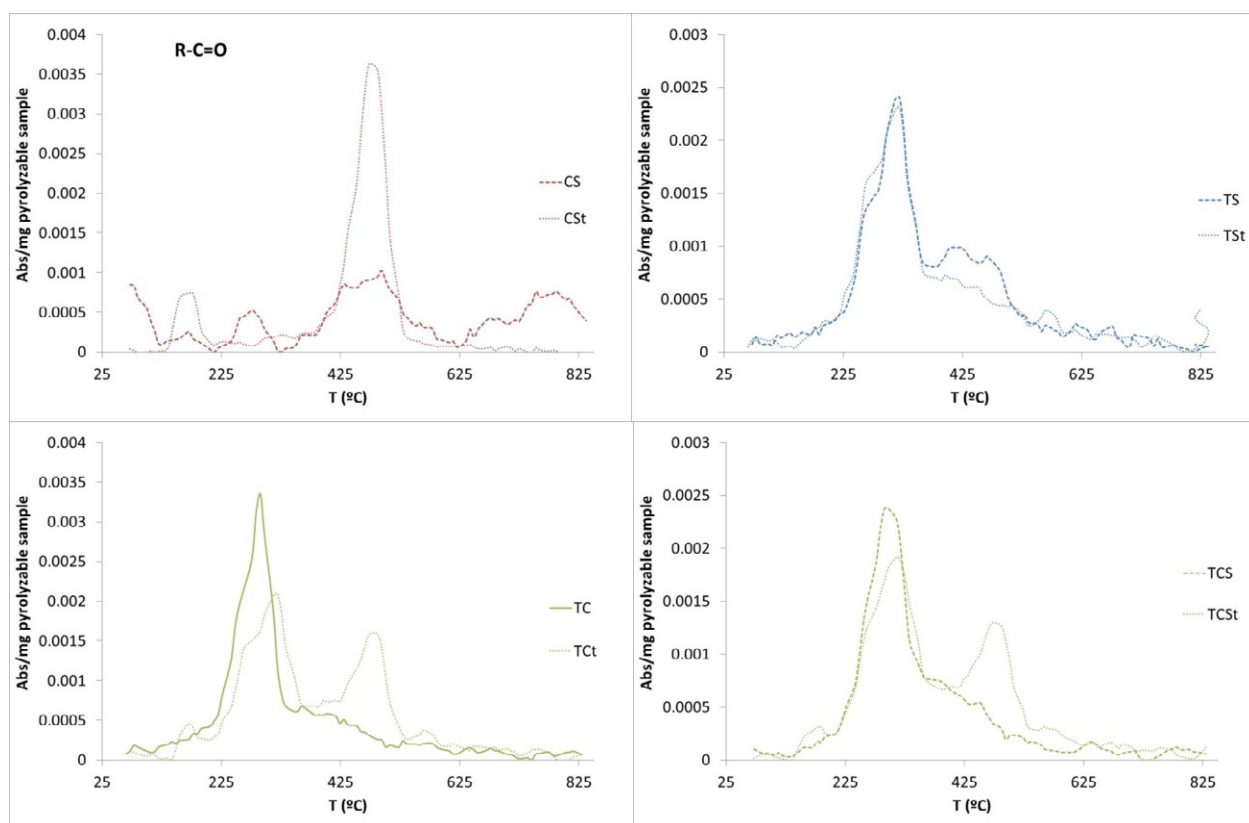 R-C=O
Abs/mg pyrolyzable sample
0.004
0.0035
0.003
0.0025
0.002
0.0015
0.001
0.0005
0
25 225 425 625 825
T (ºC)
CS
CSt
Abs/mg pyrolyzable sample
0.003
0.0025
0.002
0.0015
0.001
0.0005
0
25 225 425 625 825
T (ºC)
TS
TSt
Abs/mg pyrolyzable sample
0.004
0.0035
0.003
0.0025
0.002
0.0015
0.001
0.0005
0
25 225 425 625 825
T (ºC)
TC
TCt
Abs/mg pyrolyzable sample
0.003
0.0025
0.002
0.0015
0.001
0.0005
0
25 225 425 625 825
T (ºC)
TCS
TCSt